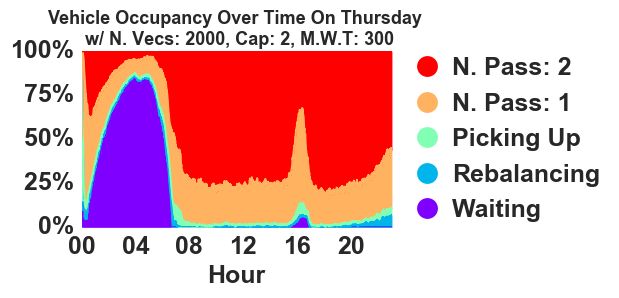 Vehicle Occupancy Over Time On Thursday
w/ N. Vecs: 2000, Cap: 2, M.W.T: 300
100%
75%
50%
25%
0%
00 04 08 12 16 20
Hour
N. Pass: 2
N. Pass: 1
Picking Up
Rebalancing
Waiting